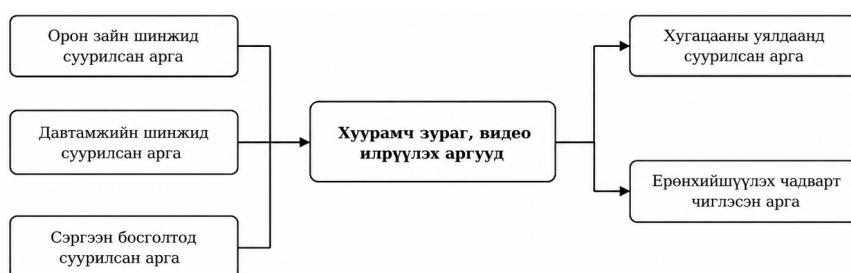 Орон зайн шинжид
суурилсан арга
Давтамжийн шинжид
суурилсан арга
Сэргээн босголтод
суурилсан арга
Хуурамч зураг, видео
илрүүлэх аргууд
Хугацааны уялдаанд
суурилсан арга
Ерөнхийшүүлэх чадварт
чиглэсэн арга